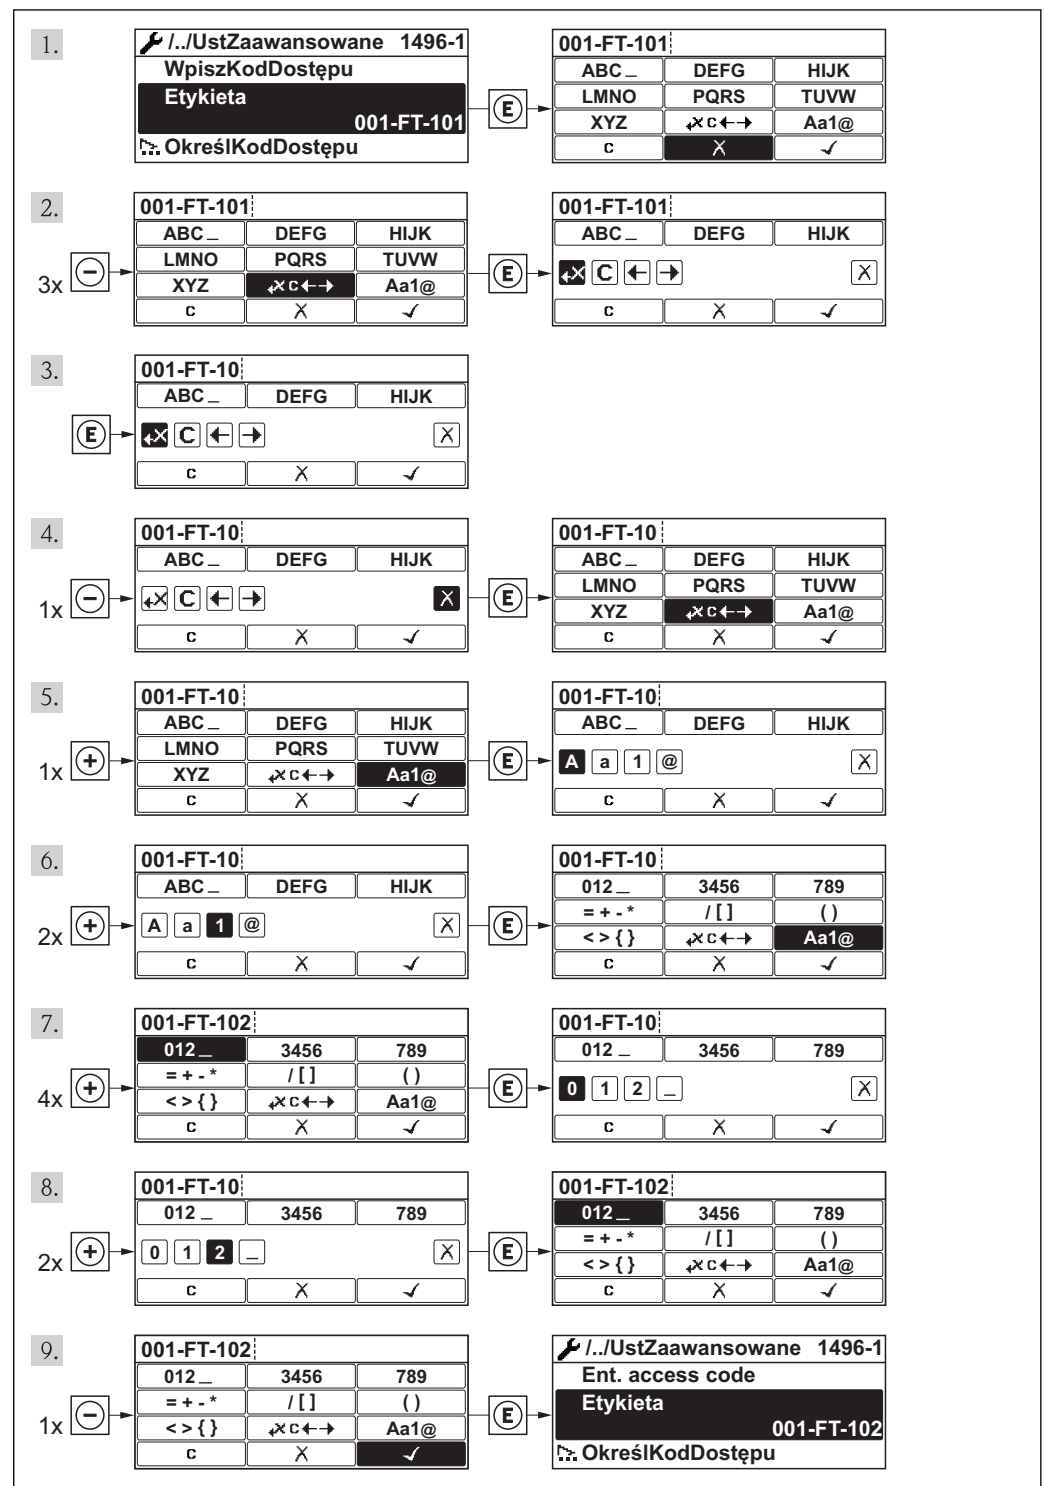 1.
/../UstZaawansowane 1496-1
WpiszKodDostępu
Etykieta
001-FT-101
OkreślKodDostępu
E
001-FT-101
ABC_ DEFG HIJK
LMNO PQRS TUVW
XYZ C←→ Aa1@
C X ✓
2.
3x
001-FT-101
ABC_ DEFG HIJK
LMNO PQRS TUVW
XYZ C←→ Aa1@
C X ✓
E
001-FT-101
ABC_ DEFG HIJK
C ← → X
C X ✓
3.
E
001-FT-10
ABC_ DEFG HIJK
C ← → X
C X ✓
4.
1x
001-FT-10
ABC_ DEFG HIJK
C ← → X
C X ✓
E
001-FT-10
ABC_ DEFG HIJK
LMNO PQRS TUVW
XYZ C←→ Aa1@
C X ✓
5.
1x
001-FT-10
ABC_ DEFG HIJK
LMNO PQRS TUVW
XYZ C←→ Aa1@
C X ✓
E
001-FT-10
ABC_ DEFG HIJK
A a 1 @ X
C X ✓
6.
2x
001-FT-10
ABC_ DEFG HIJK
A a 1 @ X
C X ✓
E
001-FT-10
012_ 3456 789
=+-* /[] ()
<>{} C←→ Aa1@
C X ✓
7.
4x
001-FT-102
012_ 3456 789
=+-* /[] ()
<>{} C←→ Aa1@
C X ✓
E
001-FT-10
012_ 3456 789
0 1 2 _ X
C X ✓
8.
2x
001-FT-10
012_ 3456 789
0 1 2 _ X
C X ✓
E
001-FT-102
012_ 3456 789
=+-* /[] ()
<>{} C←→ Aa1@
C X ✓
9.
1x
001-FT-102
012_ 3456 789
=+-* /[] ()
<>{} C←→ Aa1@
C X ✓
E
/../UstZaawansowane 1496-1
Ent. access code
Etykieta
001-FT-102
OkreślKodDostępu